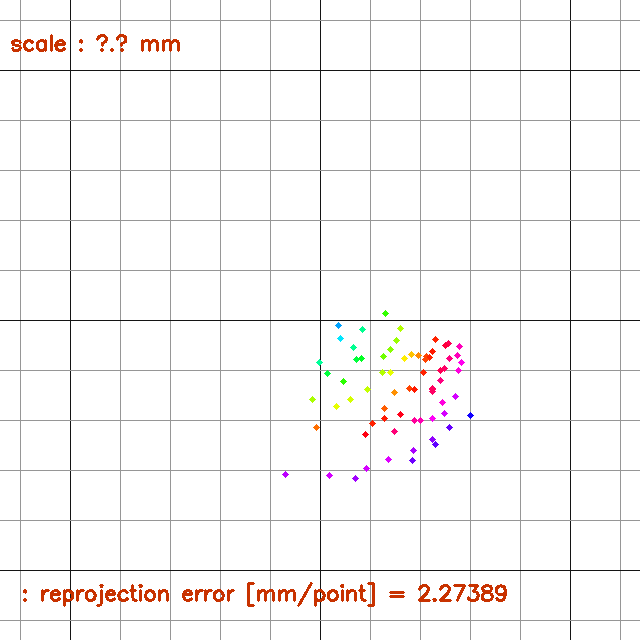 scale : ?.? mm
: reprojection error [mm/point] = 2.27389